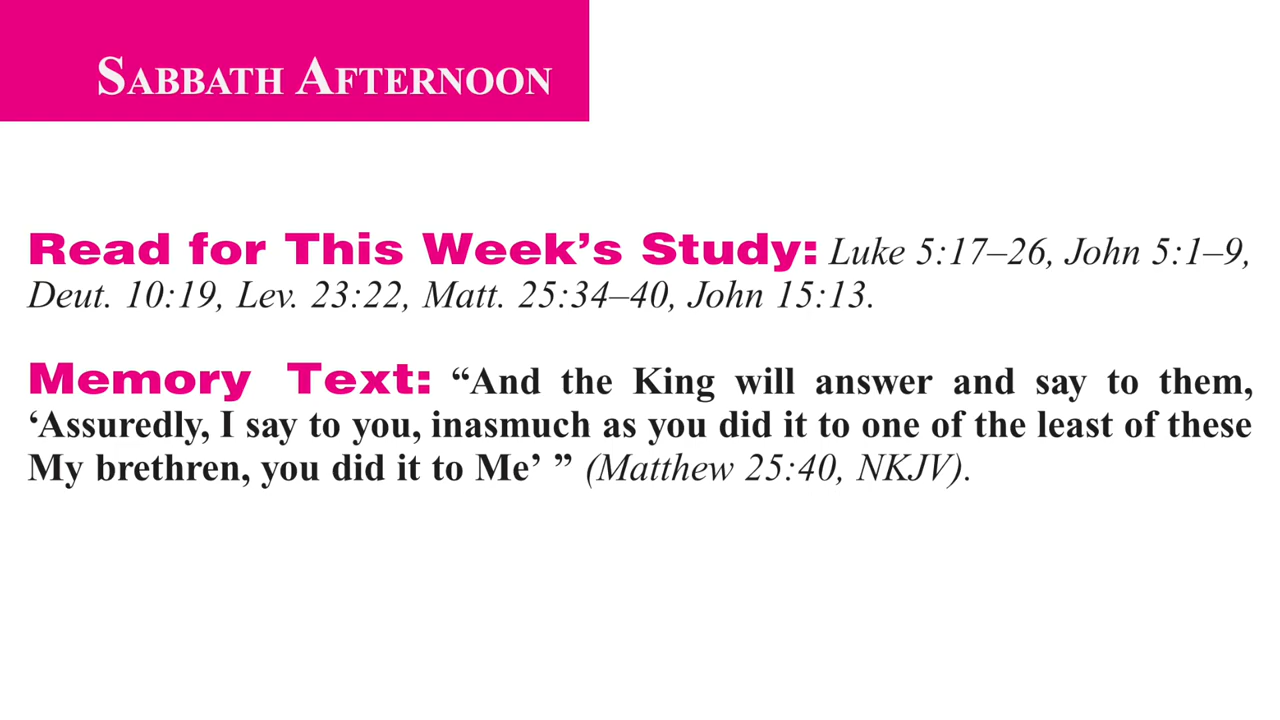 SABBATH AFTERNOON
Read for This Week’s Study: Luke 5:17–26, John 5:1–9,
Deut. 10:19, Lev. 23:22, Matt. 25:34–40, John 15:13.
Memory Text: “And the King will answer and say to them,
‘Assuredly, I say to you, inasmuch as you did it to one of the least of these
My brethren, you did it to Me’ ” (Matthew 25:40, NKJV).